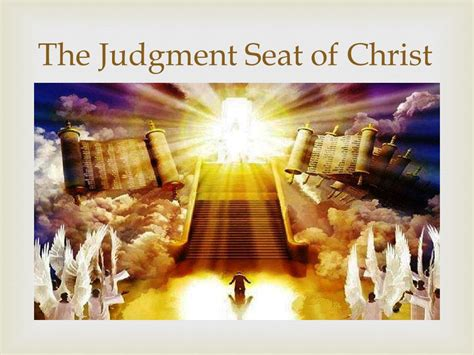 The Judgment Seat of Christ